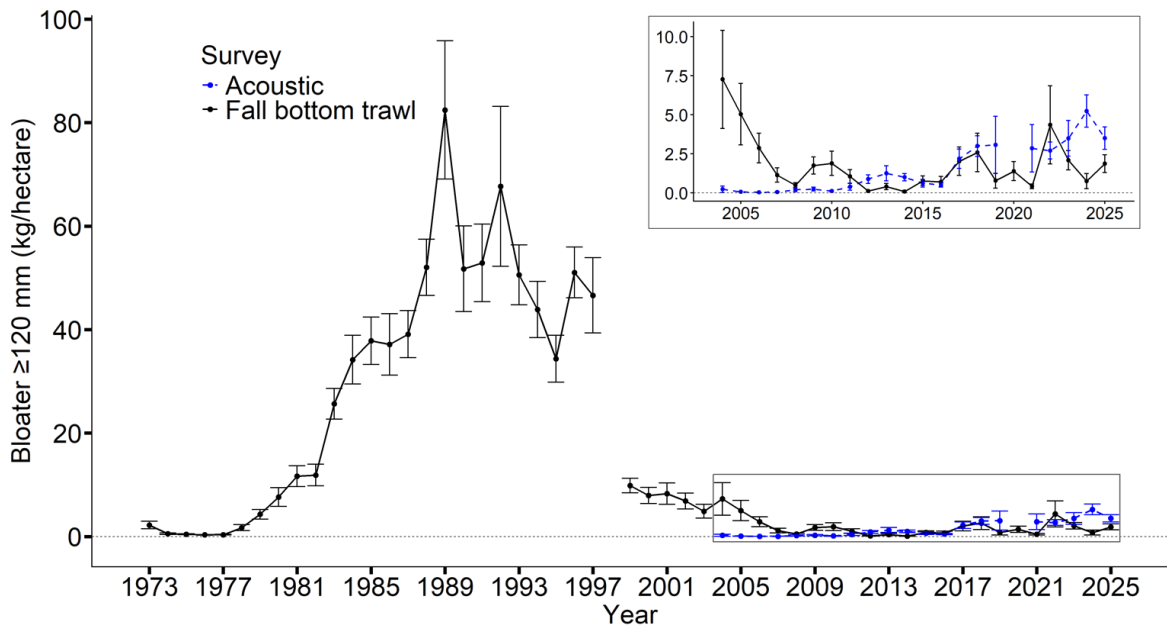 Bloater ≥120 mm (kg/hectare)
100
80
60
40
20
0
Survey
Acoustic
Fall bottom trawl
10.0
7.5
5.0
2.5
0.0
2005 2010 2015 2020 2025
1973 1977 1981 1985 1989 1993 1997 2001 2005 2009 2013 2017 2021 2025
Year